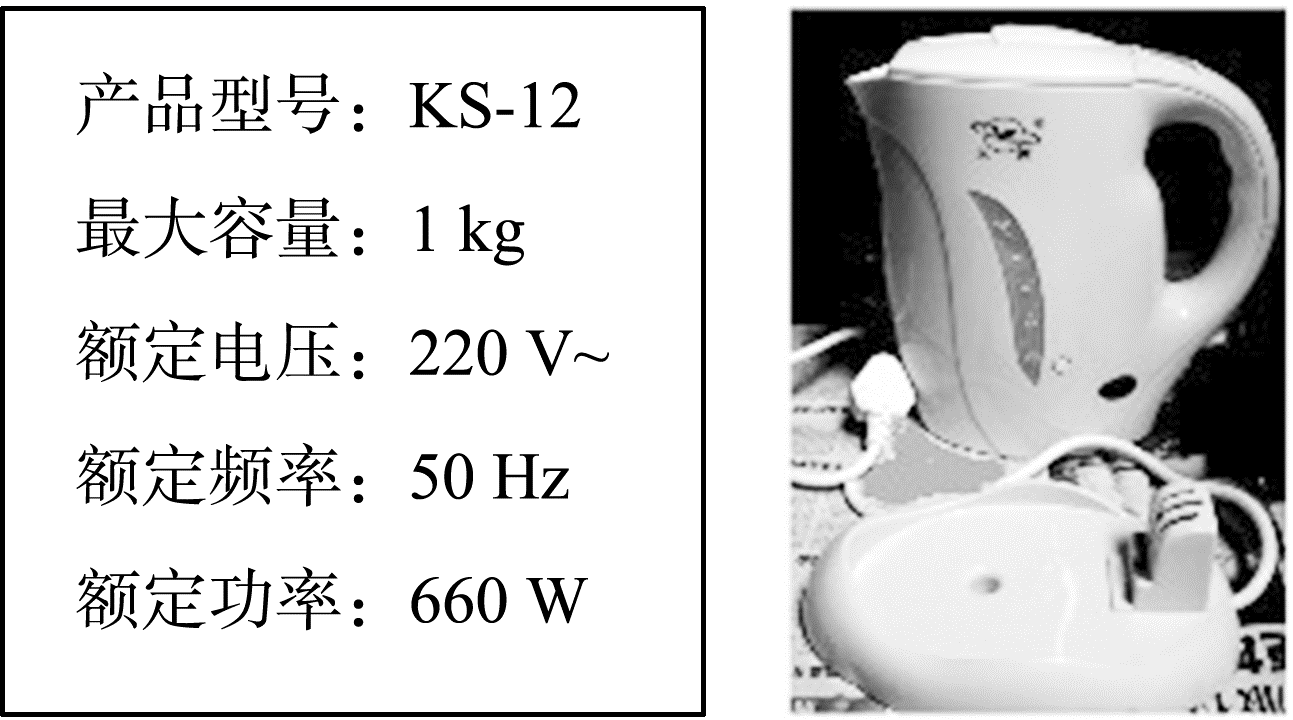 产品型号：KS-12
最大容量：1 kg
额定电压：220 V~
额定频率：50 Hz
额定功率：660 W